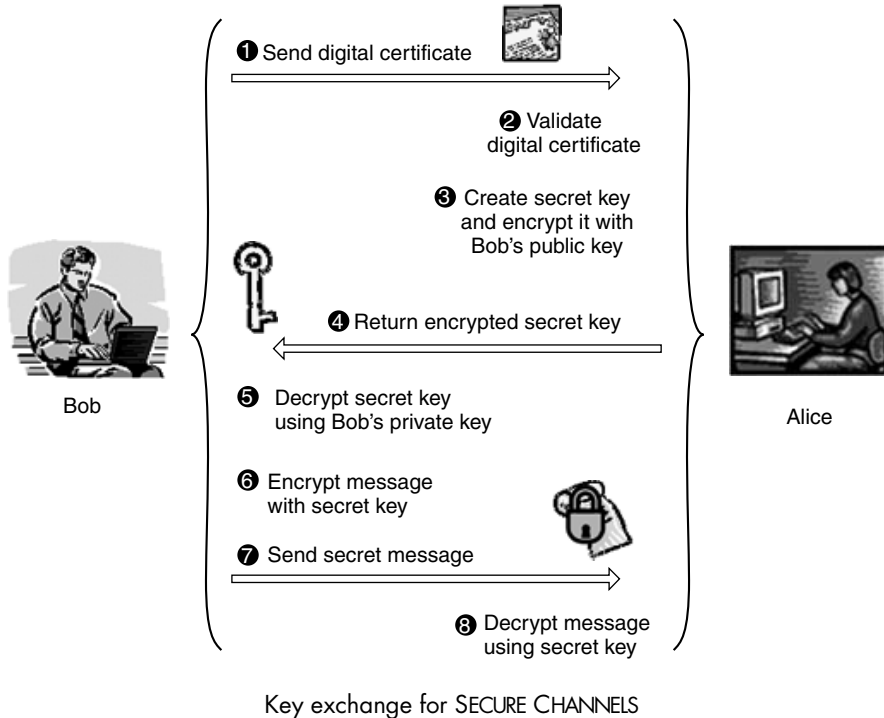 ❶ Send digital certificate
❷ Validate
digital certificate
❸ Create secret key
and encrypt it with
Bob's public key
❹ Return encrypted secret key
Bob
Alice
❺ Decrypt secret key
using Bob's private key
❻ Encrypt message
with secret key
❼ Send secret message
❽ Decrypt message
using secret key
Key exchange for SECURE CHANNELS